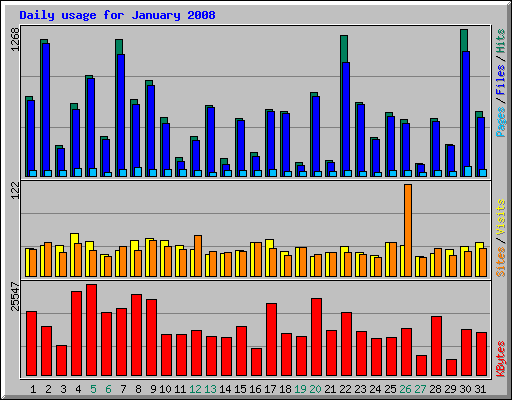 Daily usage for January 2008
1268
Pages / Files / Hits
122
Sites / Visits
25547
KBytes
1 2 3 4 5 6 7 8 9 10 11 12 13 14 15 16 17 18 19 20 21 22 23 24 25 26 27 28 29 30 31